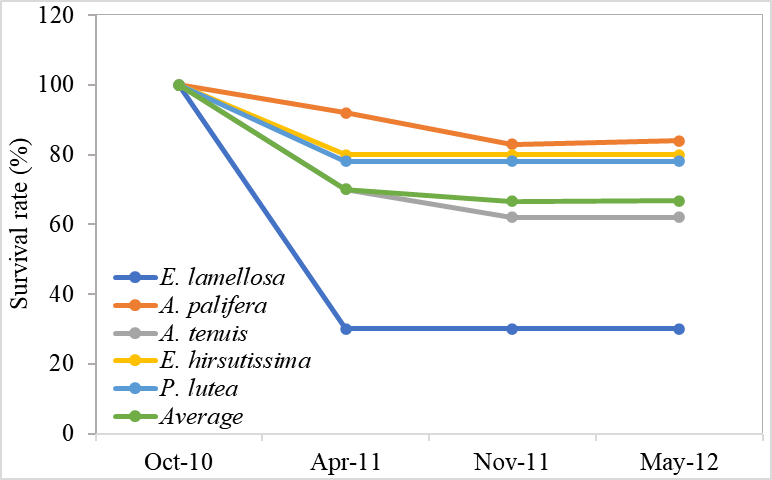 120
100
80
60
40
20
0
Survival rate (%)
E. lamellosa
A. palifera
A. tenuis
E. hirsutissima
P. lutea
Average
Oct-10 Apr-11 Nov-11 May-12